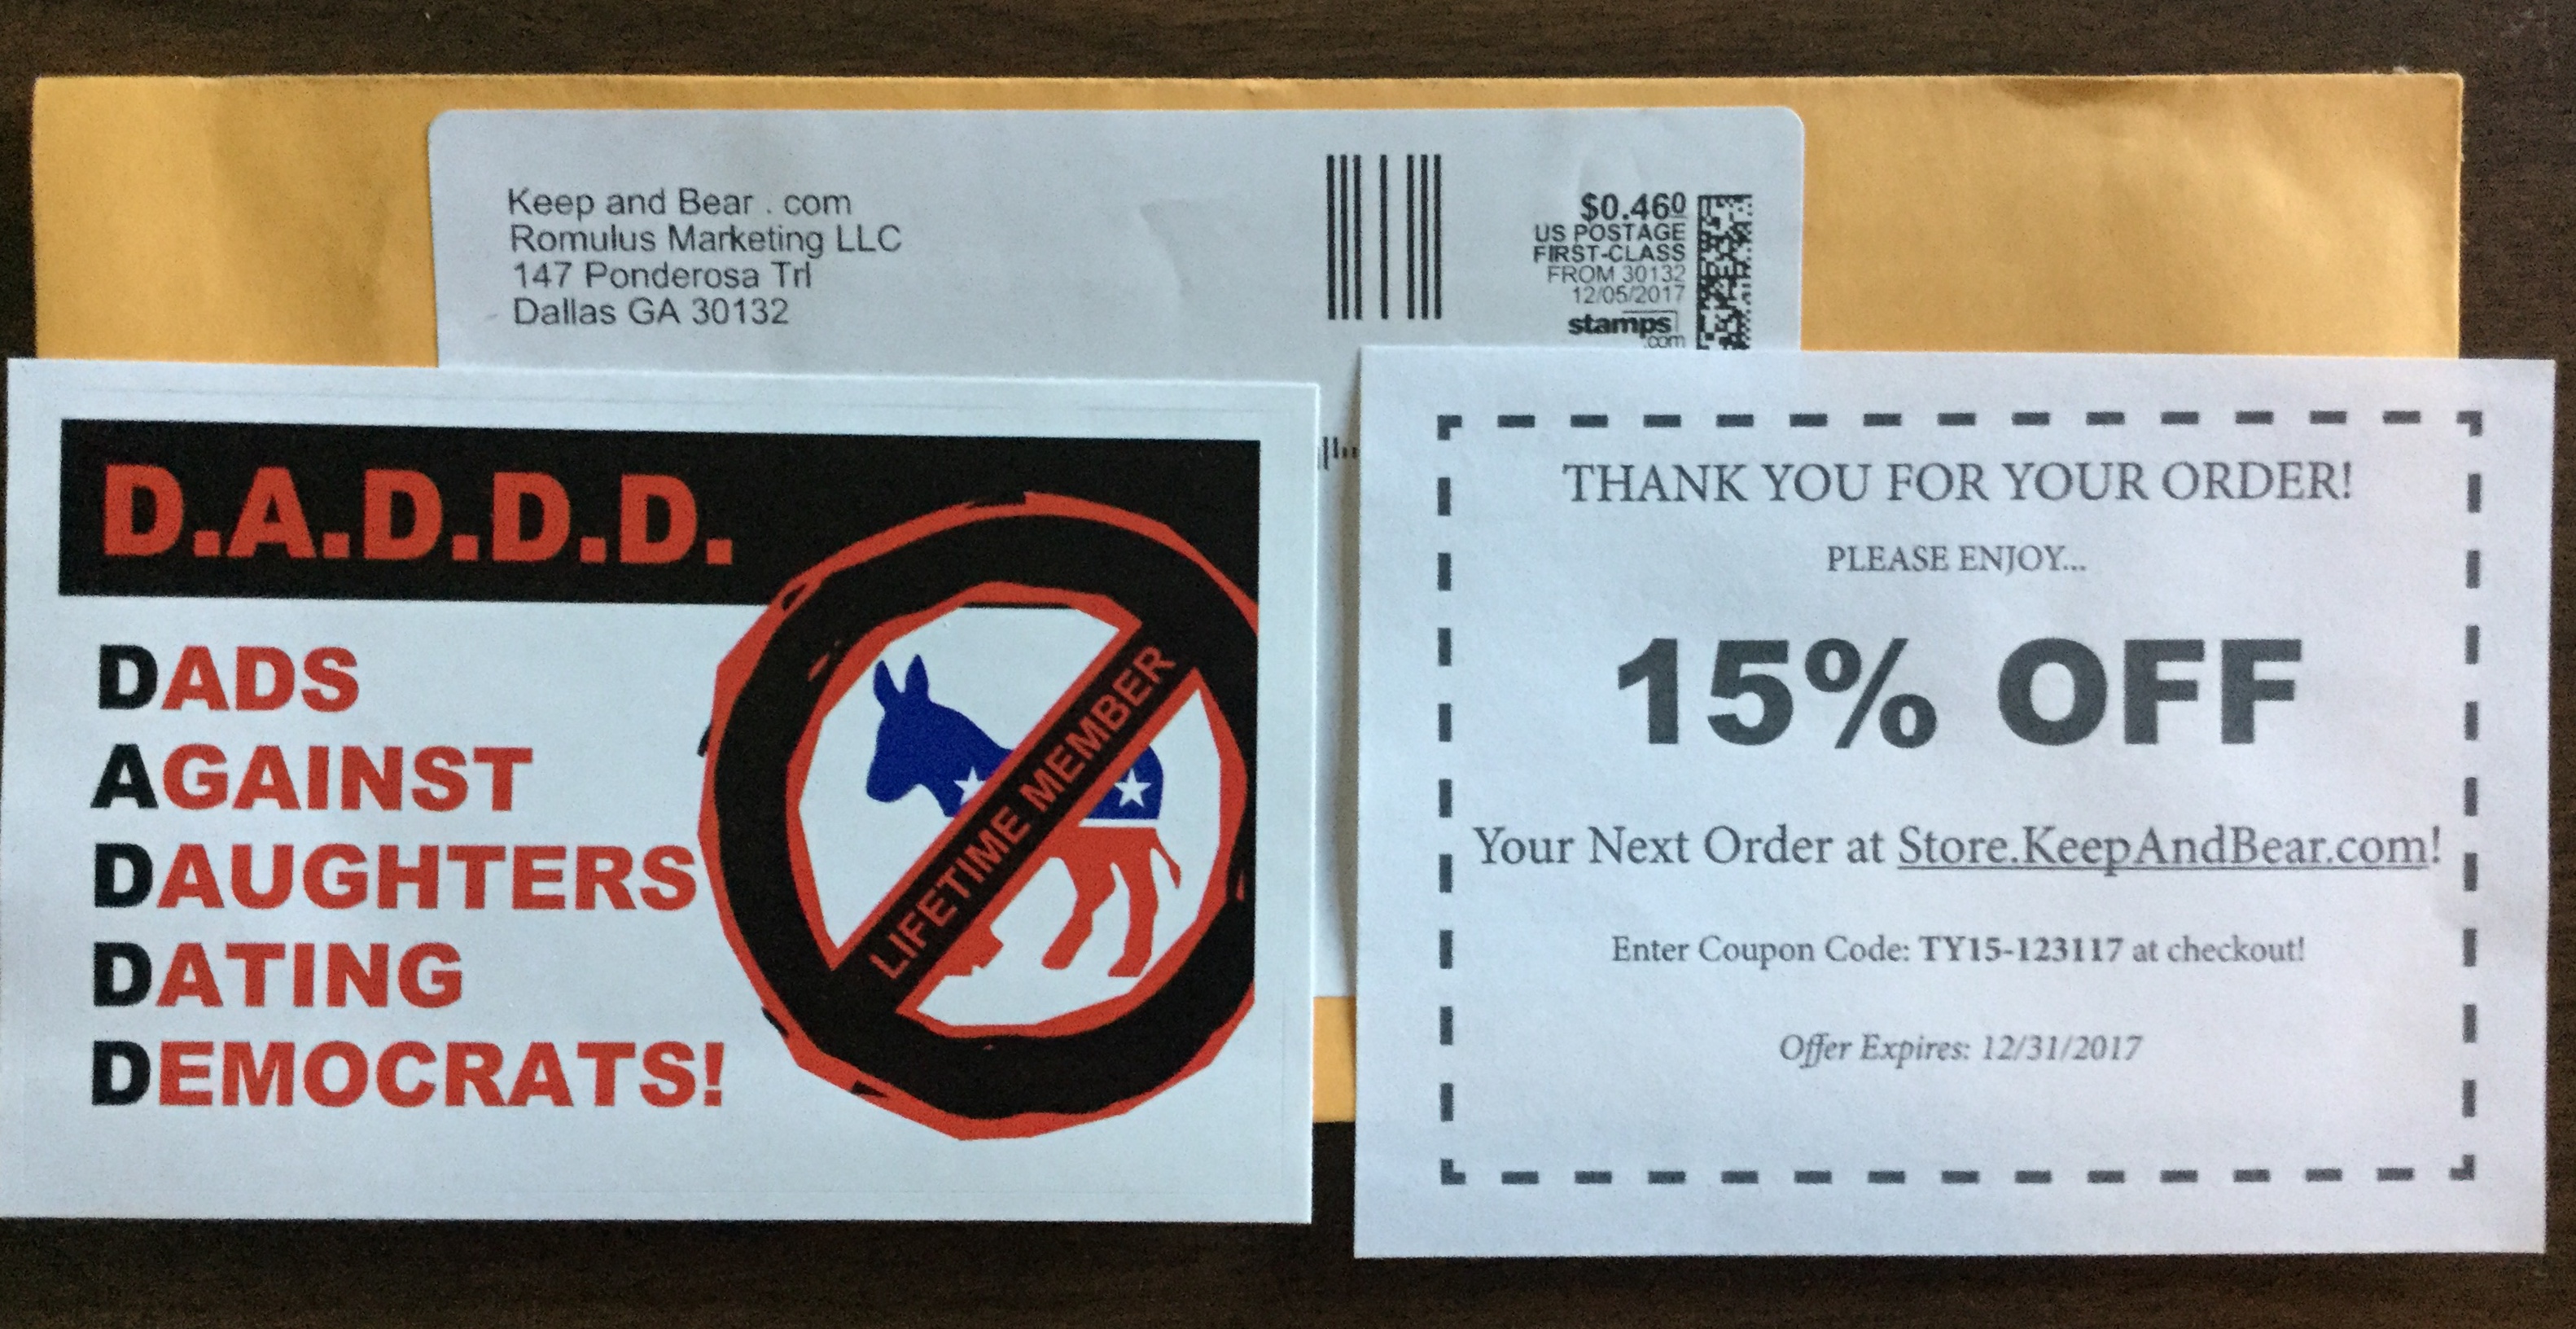 Keep and Bear . com
Romulus Marketing LLC
147 Ponderosa Trl
Dallas GA 30132
$0.460
US POSTAGE
FIRST-CLASS
FROM 30132
12/05/2017
stamps
.com
D.A.D.D.D.
DADS
AGAINST
DAUGHTERS
DATING
DEMOCRATS!
LIFETIME MEMBER
THANK YOU FOR YOUR ORDER!
PLEASE ENJOY...
15% OFF
Your Next Order at Store.KeepAndBear.com!
Enter Coupon Code: TY15-123117 at checkout!
Offer Expires: 12/31/2017